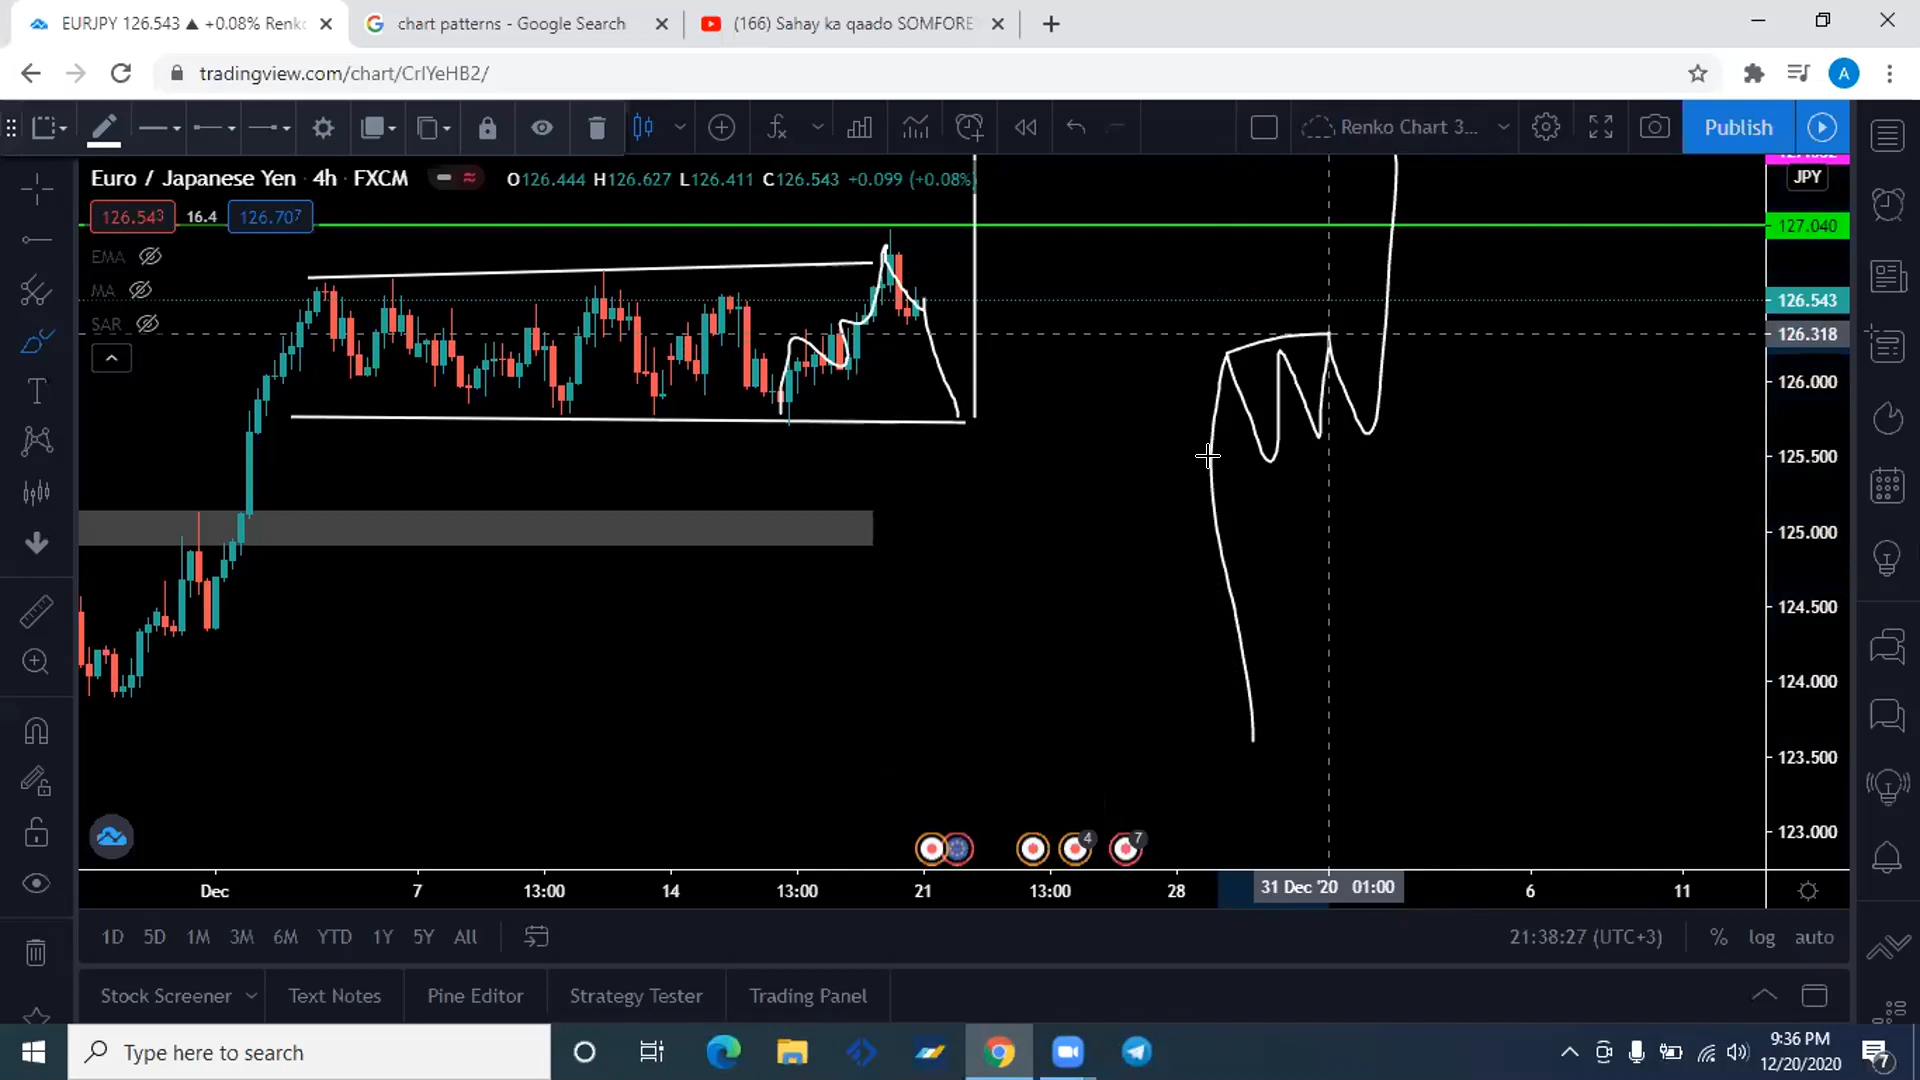 EURJPY 126.543 ▲ +0.08% Renko
chart patterns - Google Search
(166) Sahay ka qaado SOMFORE
tradingview.com/chart/CrIYeHB2/
A
Renko Chart 3...
Publish
Euro / Japanese Yen · 4h · FXCM
O126.444 H126.627 L126.411 C126.543 +0.099 (+0.08%)
JPY
126.543
16.4
126.707
127.040
EMA
MA
126.543
SAR
126.318
126.000
125.500
125.000
124.500
124.000
123.500
123.000
4
7
Dec
7
13:00
14
13:00
21
13:00
28
31 Dec '20 01:00
6
11
1D
5D
1M
3M
6M
YTD
1Y
5Y
All
21:38:27 (UTC+3)
%
log
auto
Stock Screener
Text Notes
Pine Editor
Strategy Tester
Trading Panel
Type here to search
9:36 PM
12/20/2020
7